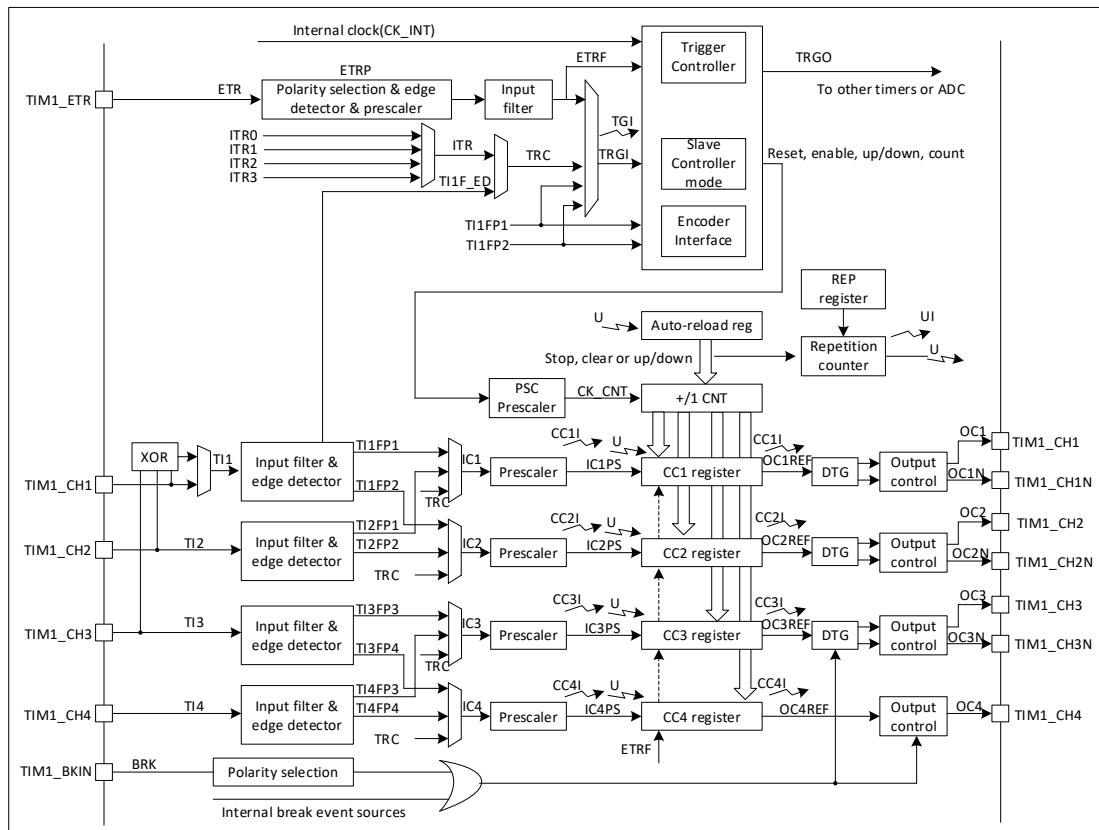 Internal clock(CK_INT)
Trigger
Controller
TRGO
To other timers or ADC
ETRF
ETRP
ETR
Polarity selection & edge
detector & prescaler
Input
filter
TIM1_ETR
TGI
ITR0
ITR1
ITR2
ITR3
ITR
TRC
TRGI
TI1F_ED
Slave
Controller
mode
Reset, enable, up/down, count
TI1FP1
TI1FP2
Encoder
Interface
REP
register
U
Auto-reload reg
UI
Repetition
counter
U
Stop, clear or up/down
PSC
Prescaler
CK_CNT
+/1 CNT
XOR
TI1
Input filter &
edge detector
TI1FP1
TI1FP2
TRC
IC1
Prescaler
IC1PS
CC1I
U
CC1 register
CC1I
OC1REF
DTG
Output
control
OC1
OC1N
TIM1_CH1
TIM1_CH1
TIM1_CH1N
TIM1_CH2
TI2
Input filter &
edge detector
TI2FP1
TI2FP2
TRC
IC2
Prescaler
IC2PS
CC2I
U
CC2 register
CC2I
OC2REF
DTG
Output
control
OC2
OC2N
TIM1_CH2
TIM1_CH2N
TIM1_CH3
TI3
Input filter &
edge detector
TI3FP3
TI3FP4
TRC
IC3
Prescaler
IC3PS
CC3I
U
CC3 register
CC3I
OC3REF
DTG
Output
control
OC3
OC3N
TIM1_CH3
TIM1_CH3N
TIM1_CH4
TI4
Input filter &
edge detector
TI4FP3
TI4FP4
TRC
IC4
Prescaler
IC4PS
CC4I
U
CC4 register
CC4I
OC4REF
Output
control
OC4
TIM1_CH4
ETRF
TIM1_BKIN
BRK
Polarity selection
Internal break event sources